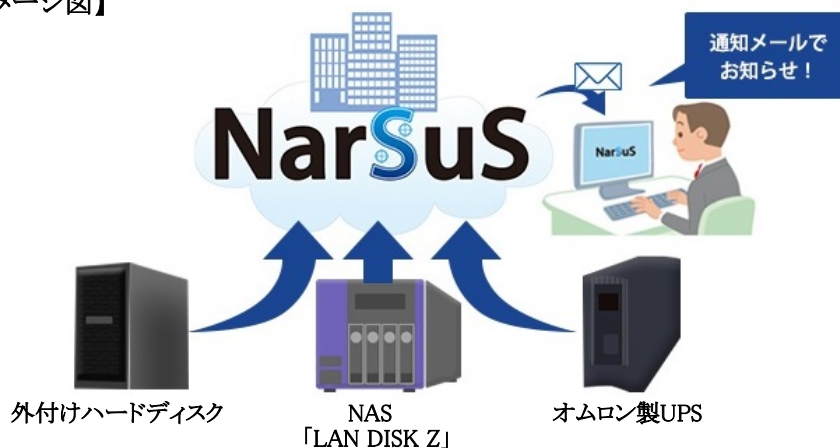 メージ図】
通知メールで
お知らせ！
NarSuS
NarSuS
外付けハードディスク
NAS
「LAN DISK Z」
オムロン製UPS